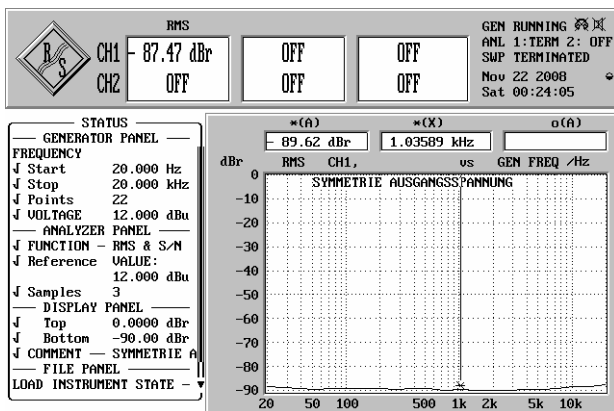 RMS
GEN RUNNING
R
S
CH1 - 87.47 dBr OFF OFF
ANL 1:TERM 2: OFF
SWP TERMINATED
CH2 OFF OFF OFF
Nov 22 2008
Sat 00:24:05
STATUS
GENERATOR PANEL
FREQUENCY
Start 20.000 Hz
Stop 20.000 kHz
Points 22
VOLTAGE 12.000 dBu
ANALYZER PANEL
FUNCTION - RMS & S/N
Reference VALUE:
12.000 dBu
Samples 3
DISPLAY PANEL
Top 0.0000 dBr
Bottom -90.00 dBr
COMMENT — SYMMETRIE A
FILE PANEL
LOAD INSTRUMENT STATE -
*(A) *(X) o(A)
- 89.62 dBr 1.03589 kHz
dBr RMS CH1, vs GEN FREQ /Hz
SYMMETRIE AUSGANGSSPANNUNG
0
-10
-20
-30
-40
-50
-60
-70
-80
-90
20 50 100 500 1k 2k 5k 10k